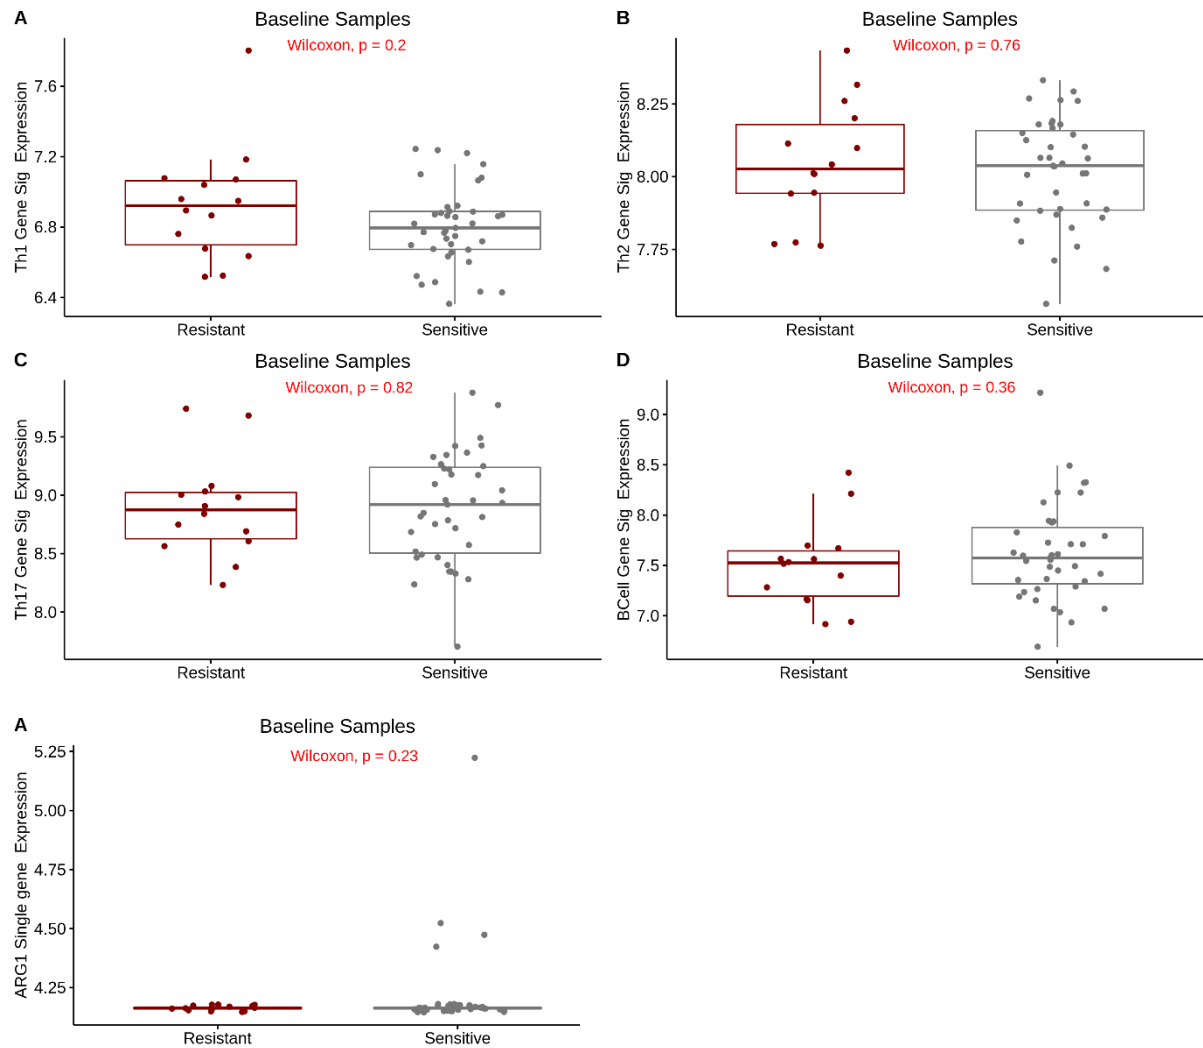 A
Baseline Samples
Wilcoxon, p = 0.2
Th1 Gene Sig Expression
7.6
7.2
6.8
6.4
Resistant
Sensitive
B
Baseline Samples
Wilcoxon, p = 0.76
Th2 Gene Sig Expression
8.25
8.00
7.75
Resistant
Sensitive
C
Baseline Samples
Wilcoxon, p = 0.82
Th17 Gene Sig Expression
9.5
9.0
8.5
8.0
Resistant
Sensitive
D
Baseline Samples
Wilcoxon, p = 0.36
BCell Gene Sig Expression
9.0
8.5
8.0
7.5
7.0
Resistant
Sensitive
A
Baseline Samples
Wilcoxon, p = 0.23
ARG1 Single gene Expression
5.25
5.00
4.75
4.50
4.25
Resistant
Sensitive